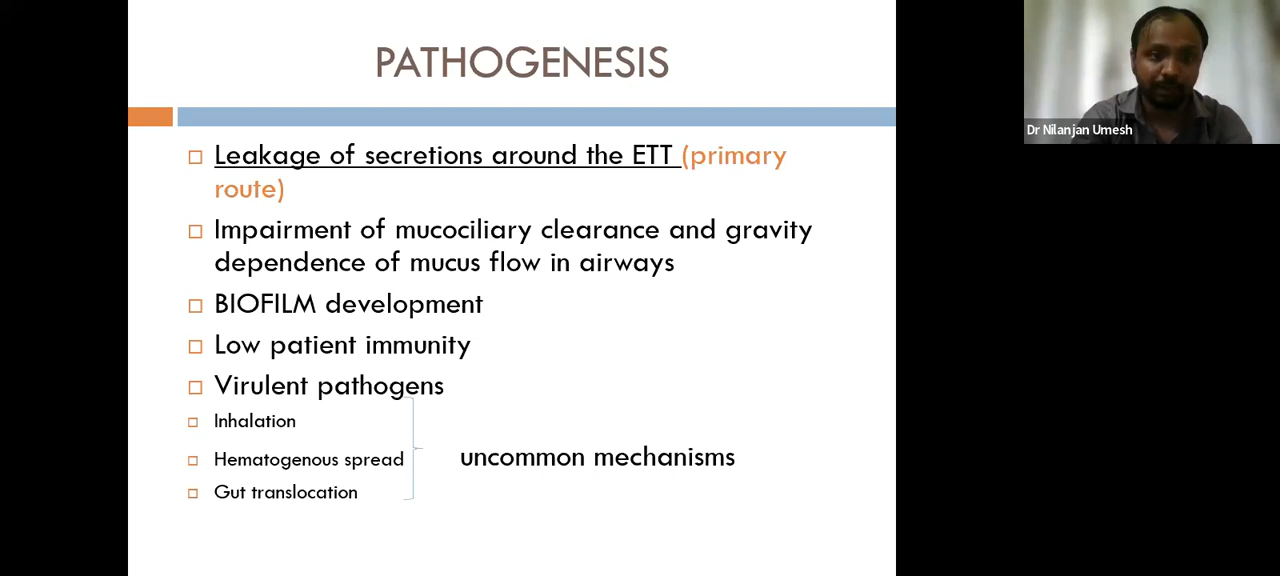 PATHOGENESIS
Leakage of secretions around the ETT (primary
route)
Impairment of mucociliary clearance and gravity
dependence of mucus flow in airways
BIOFILM development
Low patient immunity
Virulent pathogens
Inhalation
Hematogenous spread
uncommon mechanisms
Gut translocation
Dr Nilanjan Umesh